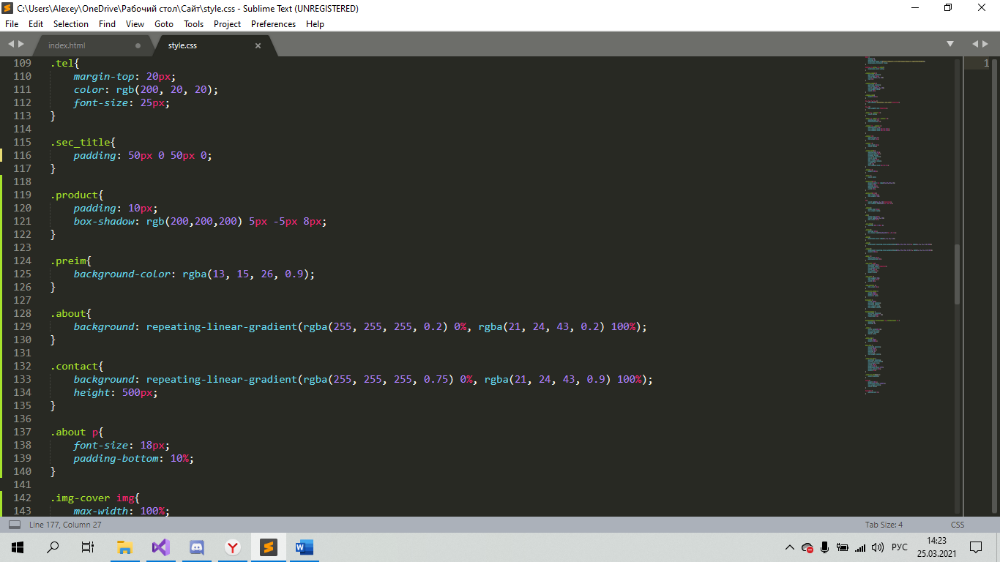 C:\Users\Alexey\OneDrive\Рабочий стол\Сайт\style.css - Sublime Text (UNREGISTERED)
File Edit Selection Find View Goto Tools Project Preferences Help
index.html style.css
109 .tel{ 1
110 margin-top: 20px;
111 color: rgb(200, 20, 20);
112 font-size: 25px;
113 }
114
115 .sec_title{
116 padding: 50px 0 50px 0;
117 }
118
119 .product{
120 padding: 10px;
121 box-shadow: rgb(200,200,200) 5px -5px 8px;
122 }
123
124 .preim{
125 background-color: rgba(13, 15, 26, 0.9);
126 }
127
128 .about{
129 background: repeating-linear-gradient(rgba(255, 255, 255, 0.2) 0%, rgba(21, 24, 43, 0.2) 100%);
130 }
131
132 .contact{
133 background: repeating-linear-gradient(rgba(255, 255, 255, 0.75) 0%, rgba(21, 24, 43, 0.9) 100%);
134 height: 500px;
135 }
136
137 .about p{
138 font-size: 18px;
139 padding-bottom: 10%;
140 }
141
142 .img-cover img{
143 max-width: 100%;
Line 177, Column 27 Tab Size: 4 CSS
РУС 14:23
25.03.2021